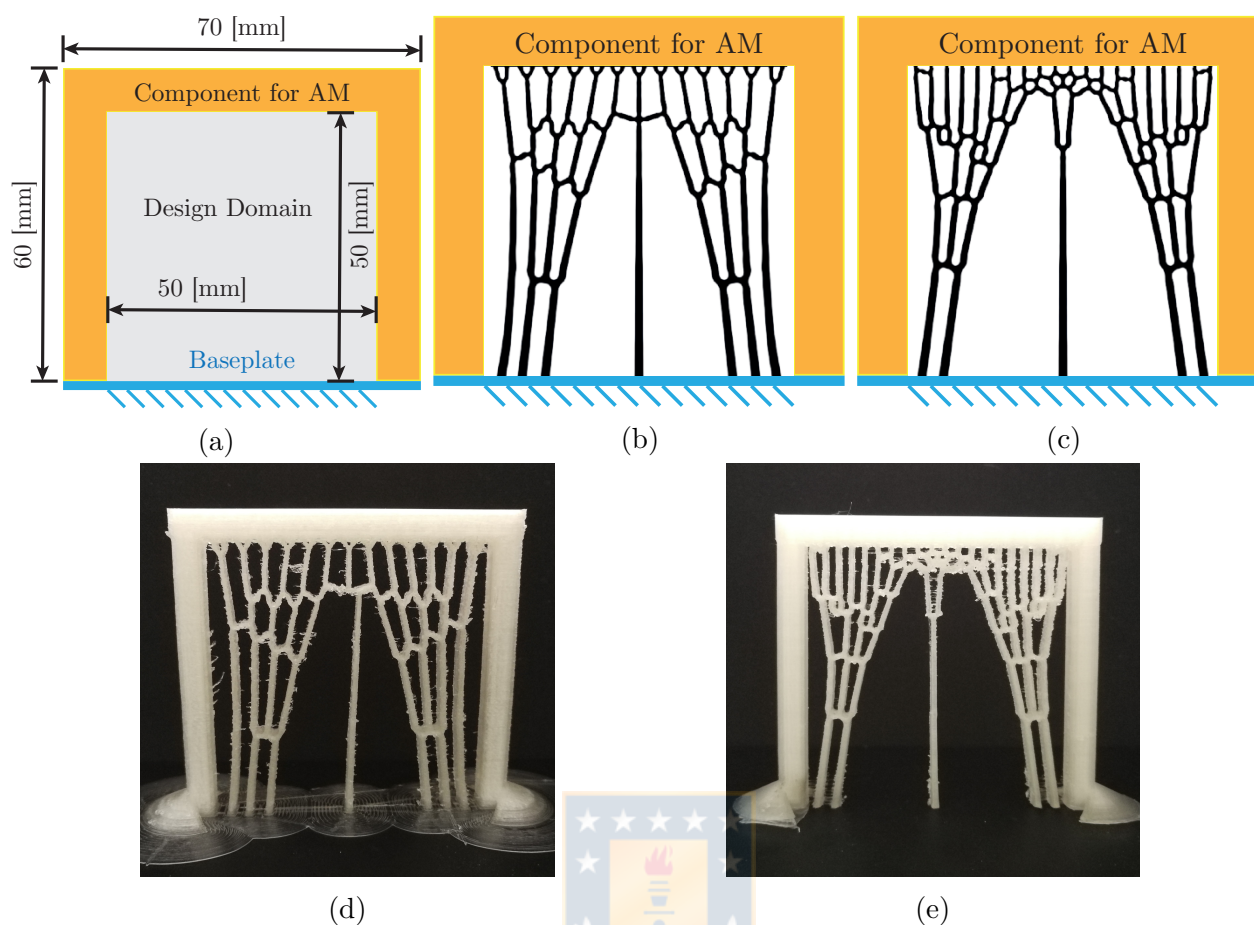 70 [mm]
Component for AM
60 [mm]
50 [mm]
Design Domain
50 [mm]
Baseplate
(a)
Component for AM
(b)
Component for AM
(c)
(d)
(e)